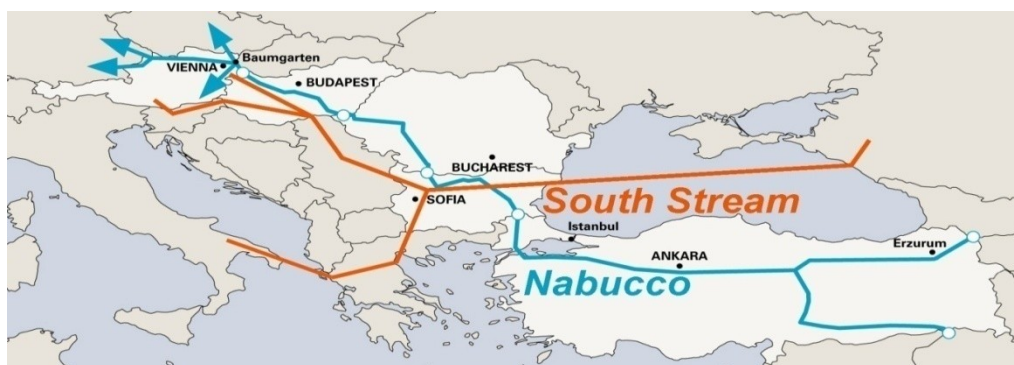 Baumgarten
VIENNA
BUDAPEST
BUCHAREST
SOFIA
South Stream
Istanbul
Erzurum
ANKARA
Nabucco